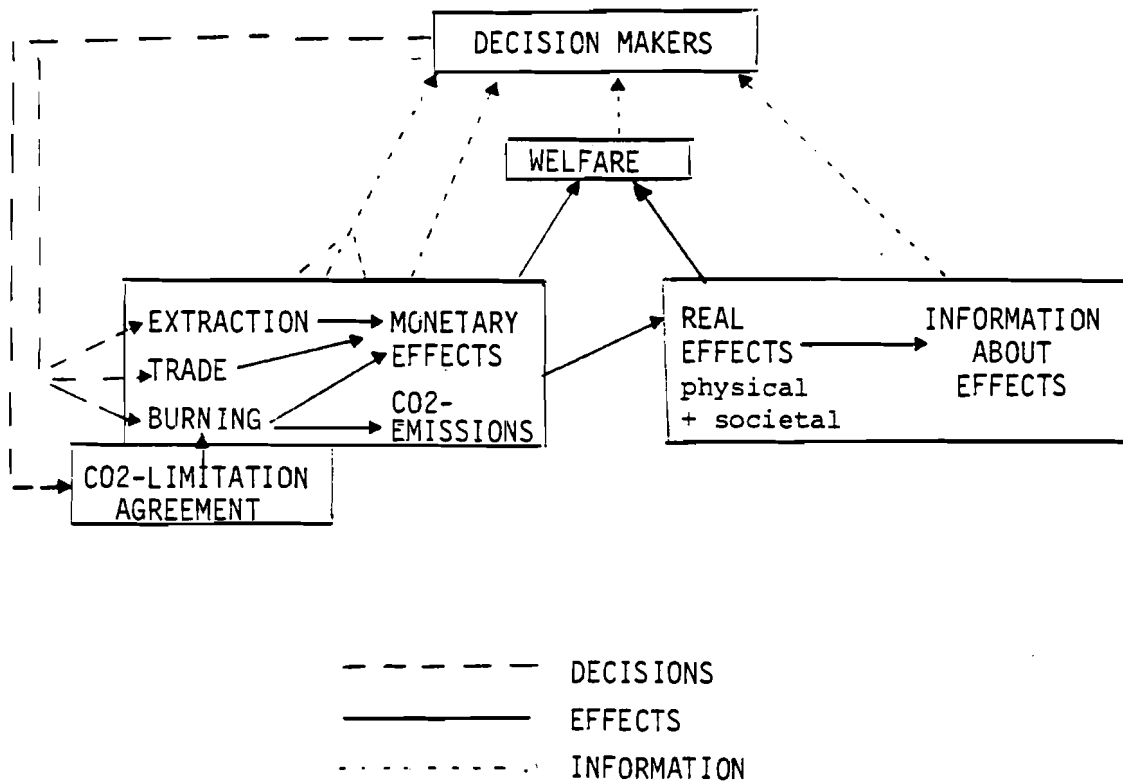 DECISION MAKERS
WELFARE
EXTRACTION
MONETARY
EFFECTS
TRADE
BURNING
CO2-
EMISSIONS
REAL
EFFECTS
physical
+ societal
INFORMATION
ABOUT
EFFECTS
CO2-LIMITATION
AGREEMENT
DECISIONS
EFFECTS
INFORMATION